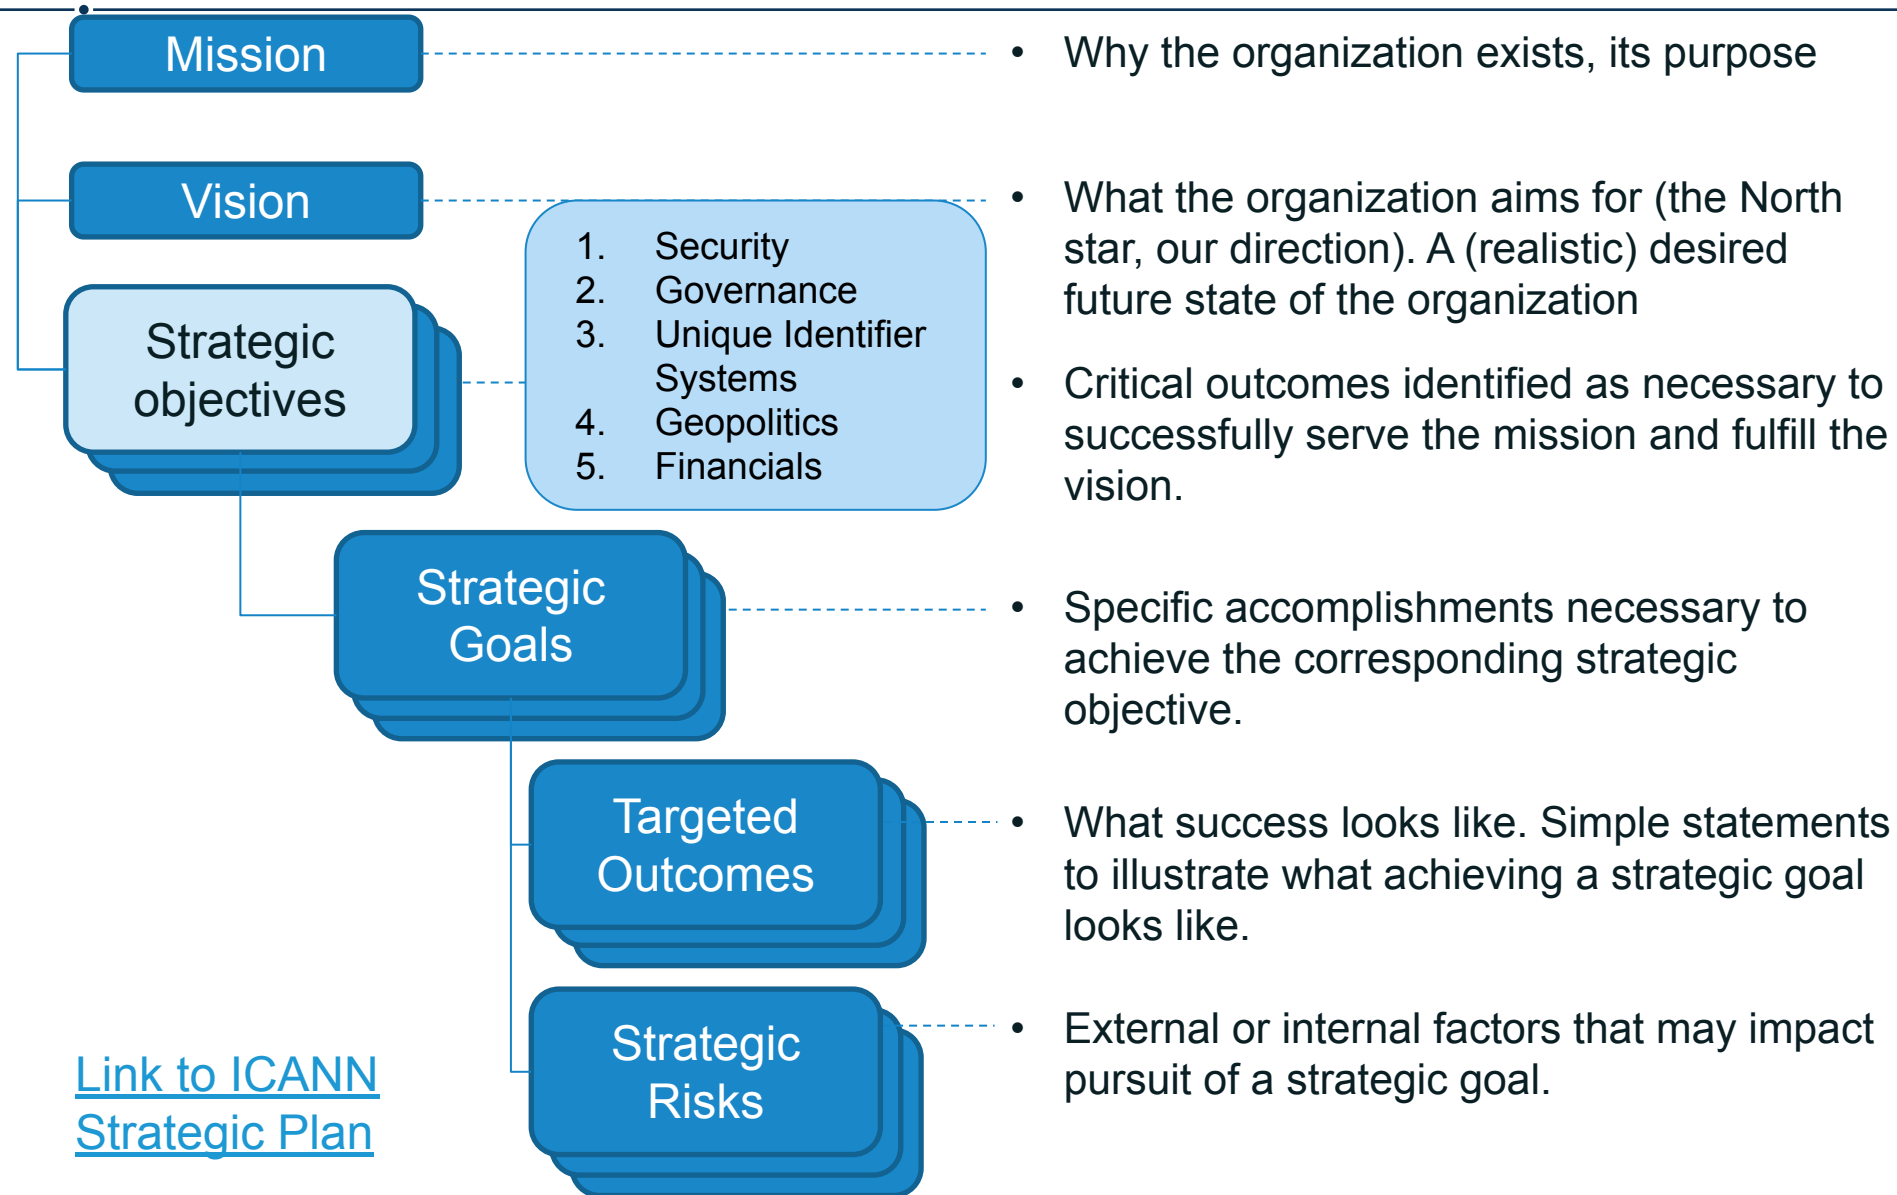 Mission
• Why the organization exists, its purpose
Vision
• What the organization aims for (the North
star, our direction). A (realistic) desired
future state of the organization
Strategic
objectives
1. Security
2. Governance
3. Unique Identifier
Systems
4. Geopolitics
5. Financials
• Critical outcomes identified as necessary to
successfully serve the mission and fulfill the
vision.
Strategic
Goals
• Specific accomplishments necessary to
achieve the corresponding strategic
objective.
Targeted
Outcomes
• What success looks like. Simple statements
to illustrate what achieving a strategic goal
looks like.
Strategic
Risks
• External or internal factors that may impact
pursuit of a strategic goal.
Link to ICANN
Strategic Plan